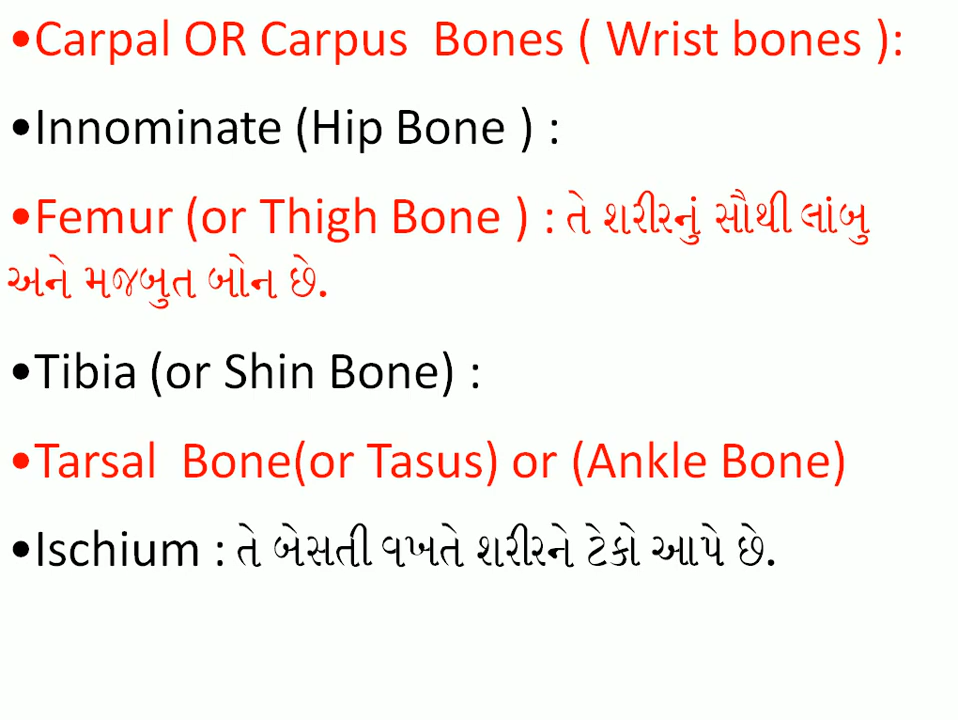 •Carpal OR Carpus Bones ( Wrist bones ):
•Innominate (Hip Bone ) :
•Femur (or Thigh Bone ) : તે શરીરનું સૌથી લાંબુ
અને મજબુત બોન છે.
•Tibia (or Shin Bone) :
•Tarsal Bone(or Tasus) or (Ankle Bone)
•Ischium : તે બેસતી વખતે શરીરને ટેકો આપે છે.